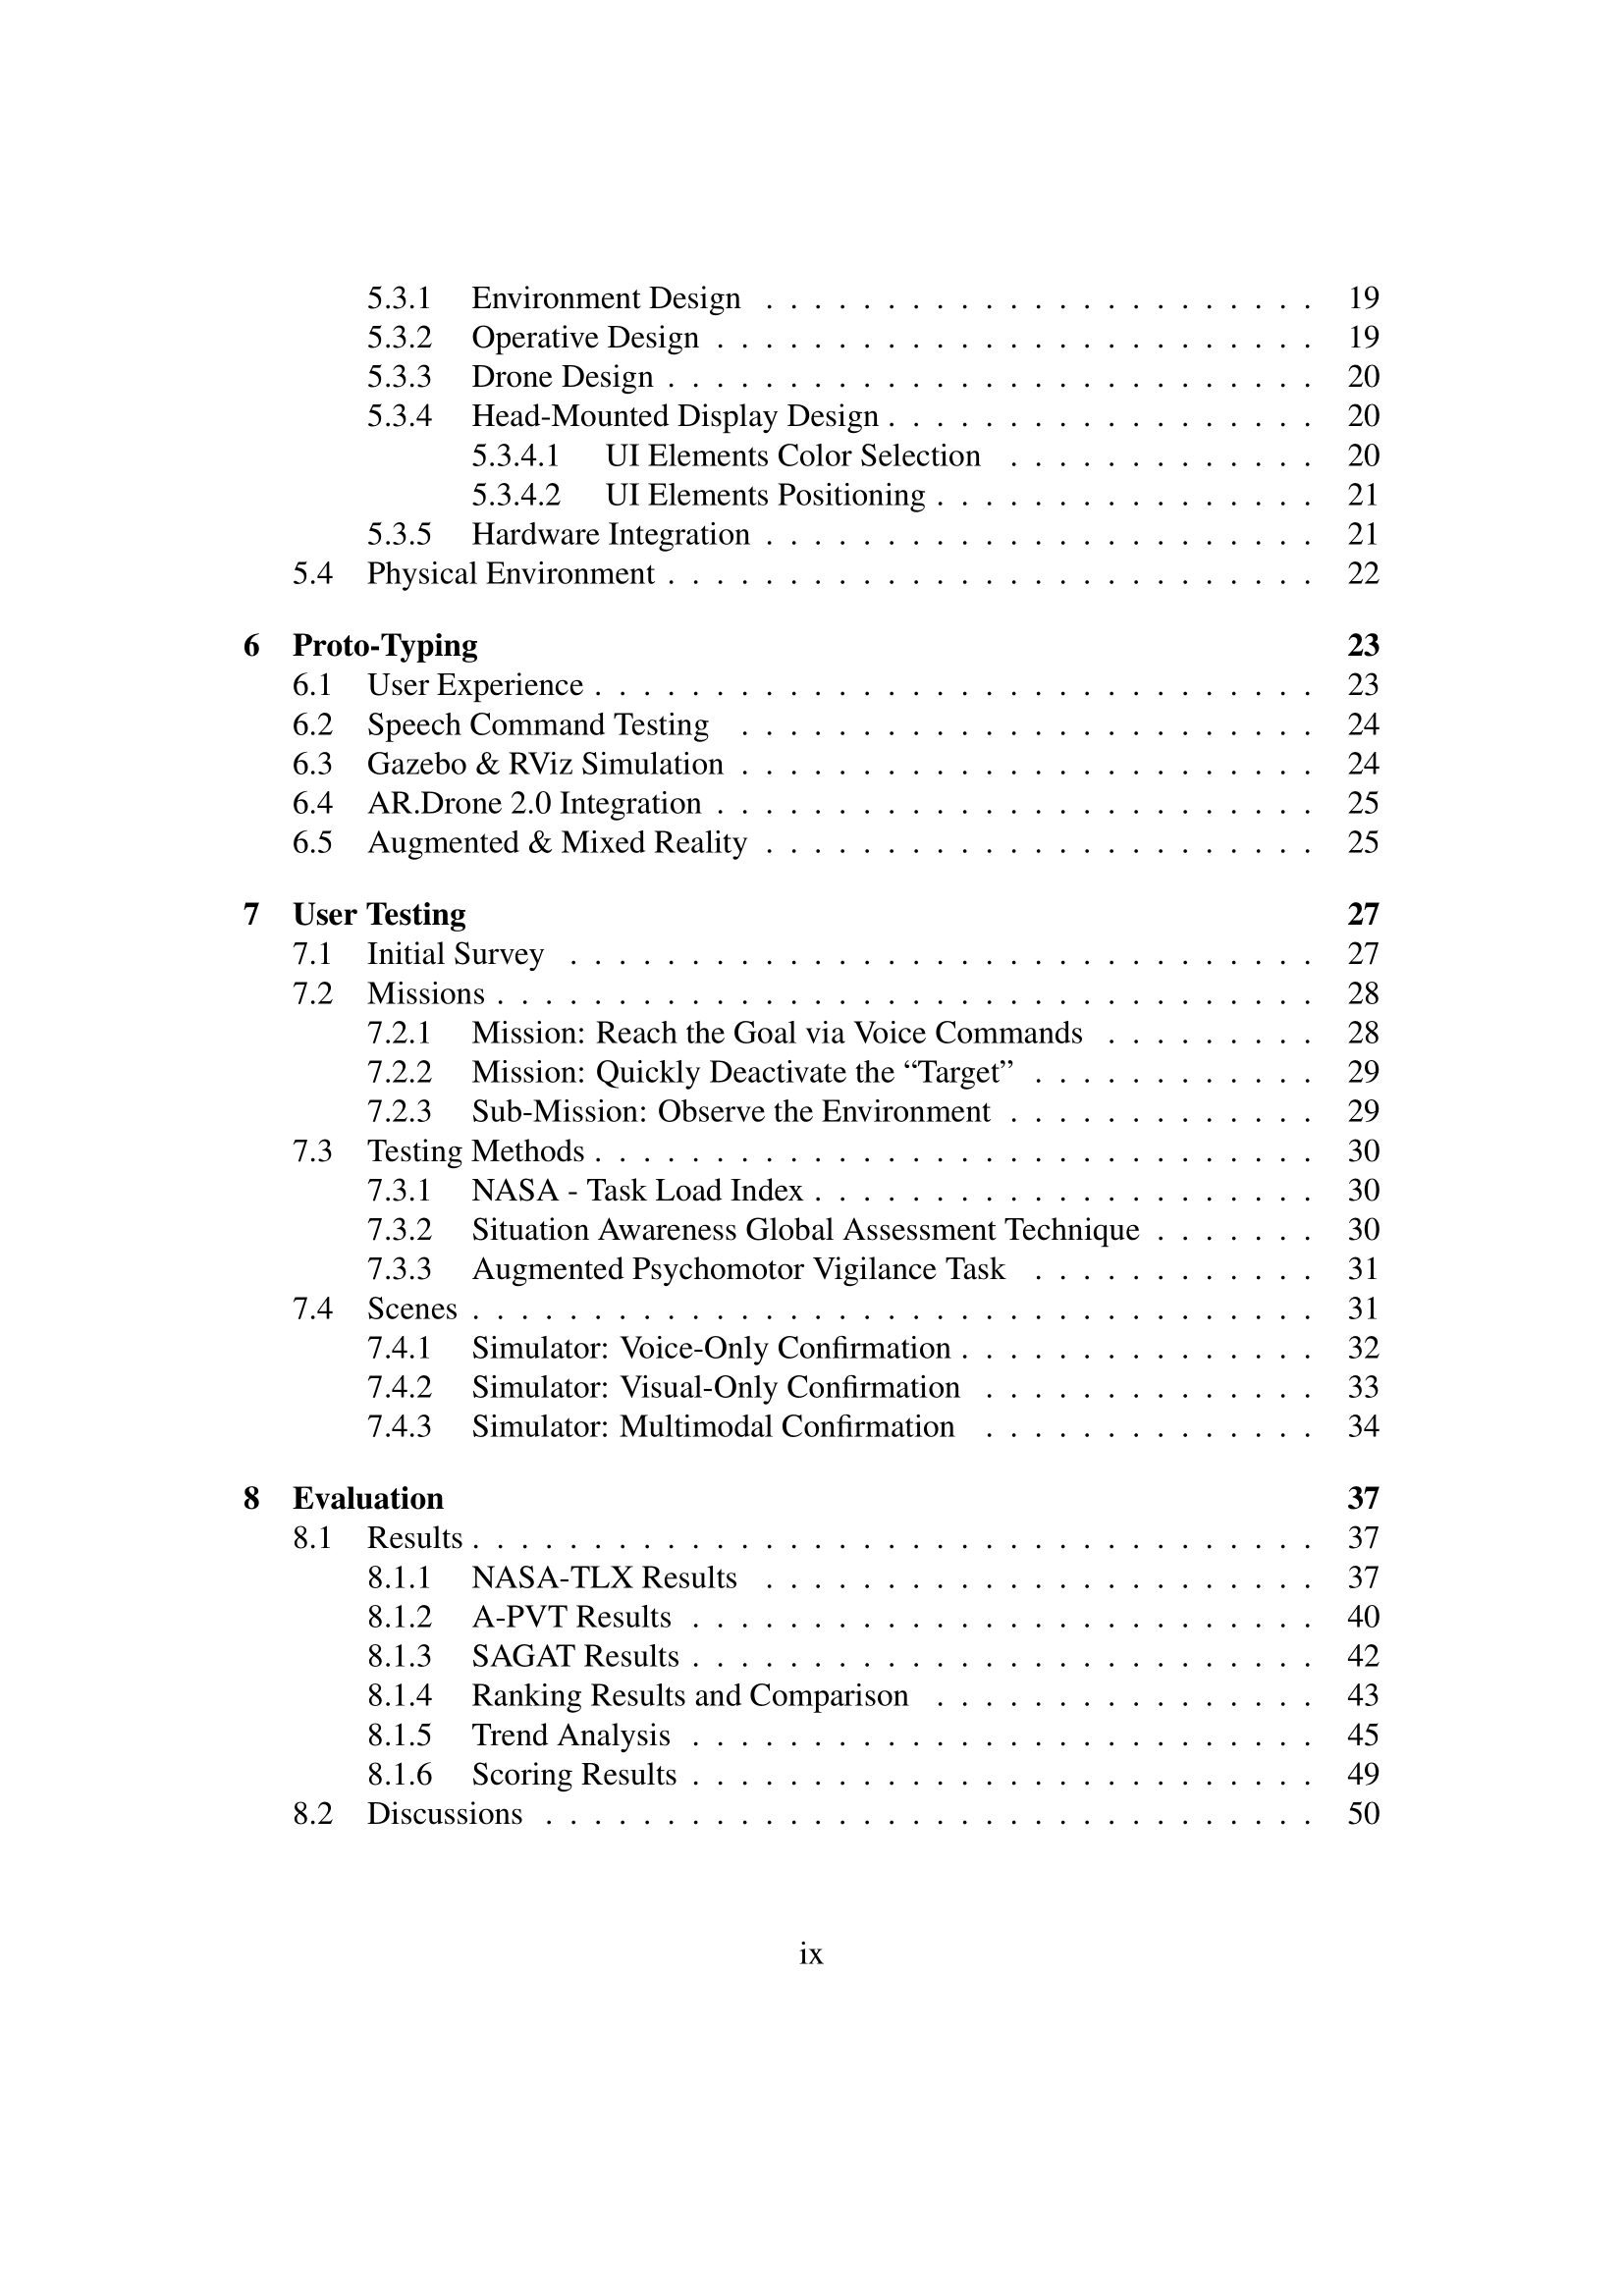 5.3.1 Environment Design . . . . . . . . . . . . . . . . . . . . . . . 19
5.3.2 Operative Design . . . . . . . . . . . . . . . . . . . . . . . . . 19
5.3.3 Drone Design . . . . . . . . . . . . . . . . . . . . . . . . . . . 20
5.3.4 Head-Mounted Display Design . . . . . . . . . . . . . . . . . . 20
5.3.4.1 UI Elements Color Selection . . . . . . . . . . . . . 20
5.3.4.2 UI Elements Positioning . . . . . . . . . . . . . . . . 21
5.3.5 Hardware Integration . . . . . . . . . . . . . . . . . . . . . . . 21
5.4 Physical Environment . . . . . . . . . . . . . . . . . . . . . . . . . . . 22
6 Proto-Typing 23
6.1 User Experience . . . . . . . . . . . . . . . . . . . . . . . . . . . . . . 23
6.2 Speech Command Testing . . . . . . . . . . . . . . . . . . . . . . . . 24
6.3 Gazebo & RViz Simulation . . . . . . . . . . . . . . . . . . . . . . . . 24
6.4 AR.Drone 2.0 Integration . . . . . . . . . . . . . . . . . . . . . . . . . 25
6.5 Augmented & Mixed Reality . . . . . . . . . . . . . . . . . . . . . . . 25
7 User Testing 27
7.1 Initial Survey . . . . . . . . . . . . . . . . . . . . . . . . . . . . . . . 27
7.2 Missions . . . . . . . . . . . . . . . . . . . . . . . . . . . . . . . . . . 28
7.2.1 Mission: Reach the Goal via Voice Commands . . . . . . . . . 28
7.2.2 Mission: Quickly Deactivate the “Target” . . . . . . . . . . . . 29
7.2.3 Sub-Mission: Observe the Environment . . . . . . . . . . . . . 29
7.3 Testing Methods . . . . . . . . . . . . . . . . . . . . . . . . . . . . . . 30
7.3.1 NASA - Task Load Index . . . . . . . . . . . . . . . . . . . . . 30
7.3.2 Situation Awareness Global Assessment Technique . . . . . . . 30
7.3.3 Augmented Psychomotor Vigilance Task . . . . . . . . . . . . 31
7.4 Scenes . . . . . . . . . . . . . . . . . . . . . . . . . . . . . . . . . . . 31
7.4.1 Simulator: Voice-Only Confirmation . . . . . . . . . . . . . . . 32
7.4.2 Simulator: Visual-Only Confirmation . . . . . . . . . . . . . . 33
7.4.3 Simulator: Multimodal Confirmation . . . . . . . . . . . . . . 34
8 Evaluation 37
8.1 Results . . . . . . . . . . . . . . . . . . . . . . . . . . . . . . . . . . . 37
8.1.1 NASA-TLX Results . . . . . . . . . . . . . . . . . . . . . . . 37
8.1.2 A-PVT Results . . . . . . . . . . . . . . . . . . . . . . . . . . 40
8.1.3 SAGAT Results . . . . . . . . . . . . . . . . . . . . . . . . . . 42
8.1.4 Ranking Results and Comparison . . . . . . . . . . . . . . . . 43
8.1.5 Trend Analysis . . . . . . . . . . . . . . . . . . . . . . . . . . 45
8.1.6 Scoring Results . . . . . . . . . . . . . . . . . . . . . . . . . . 49
8.2 Discussions . . . . . . . . . . . . . . . . . . . . . . . . . . . . . . . . 50
ix